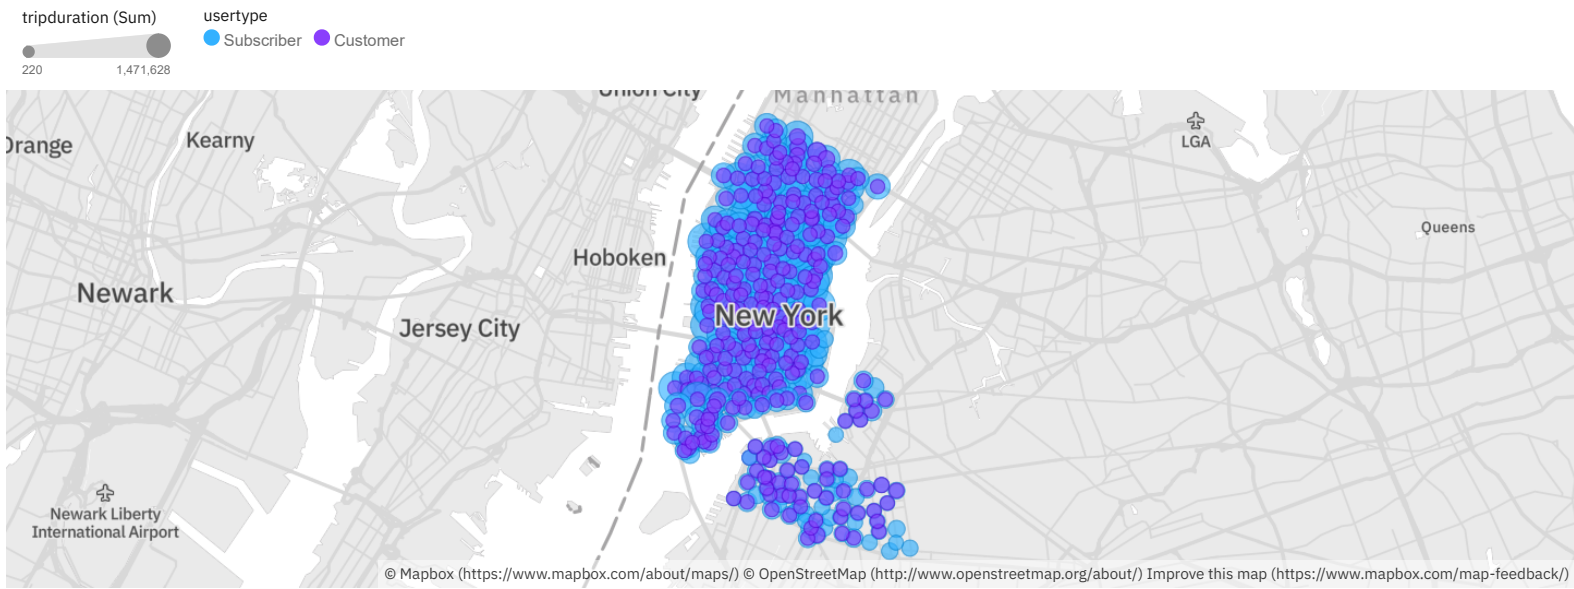 tripduration (Sum)
220
1,471,628
usertype
Subscriber
Customer
Union City
Manhattan
Orange
Kearny
LGA
Queens
Hoboken
Newark
New York
Jersey City
Newark Liberty
International Airport
© Mapbox (https://www.mapbox.com/about/maps/) © OpenStreetMap (http://www.openstreetmap.org/about/) Improve this map (https://www.mapbox.com/map-feedback/)